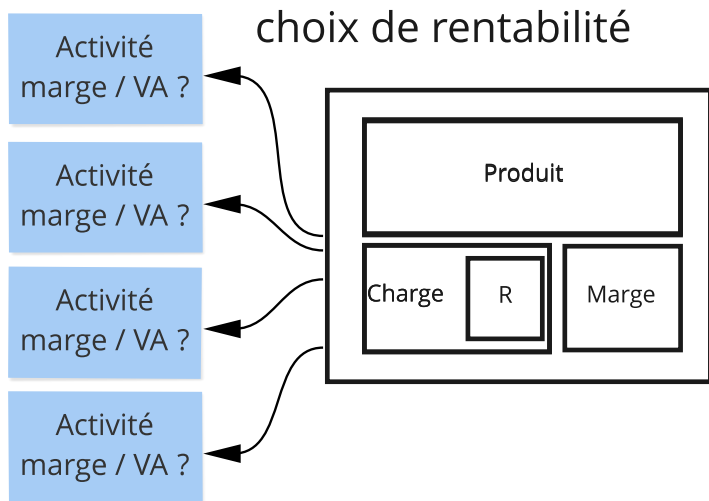 choix de rentabilité
Activité
marge / VA ?
Activité
marge / VA ?
Activité
marge / VA ?
Activité
marge / VA ?
Produit
Charge
R
Marge